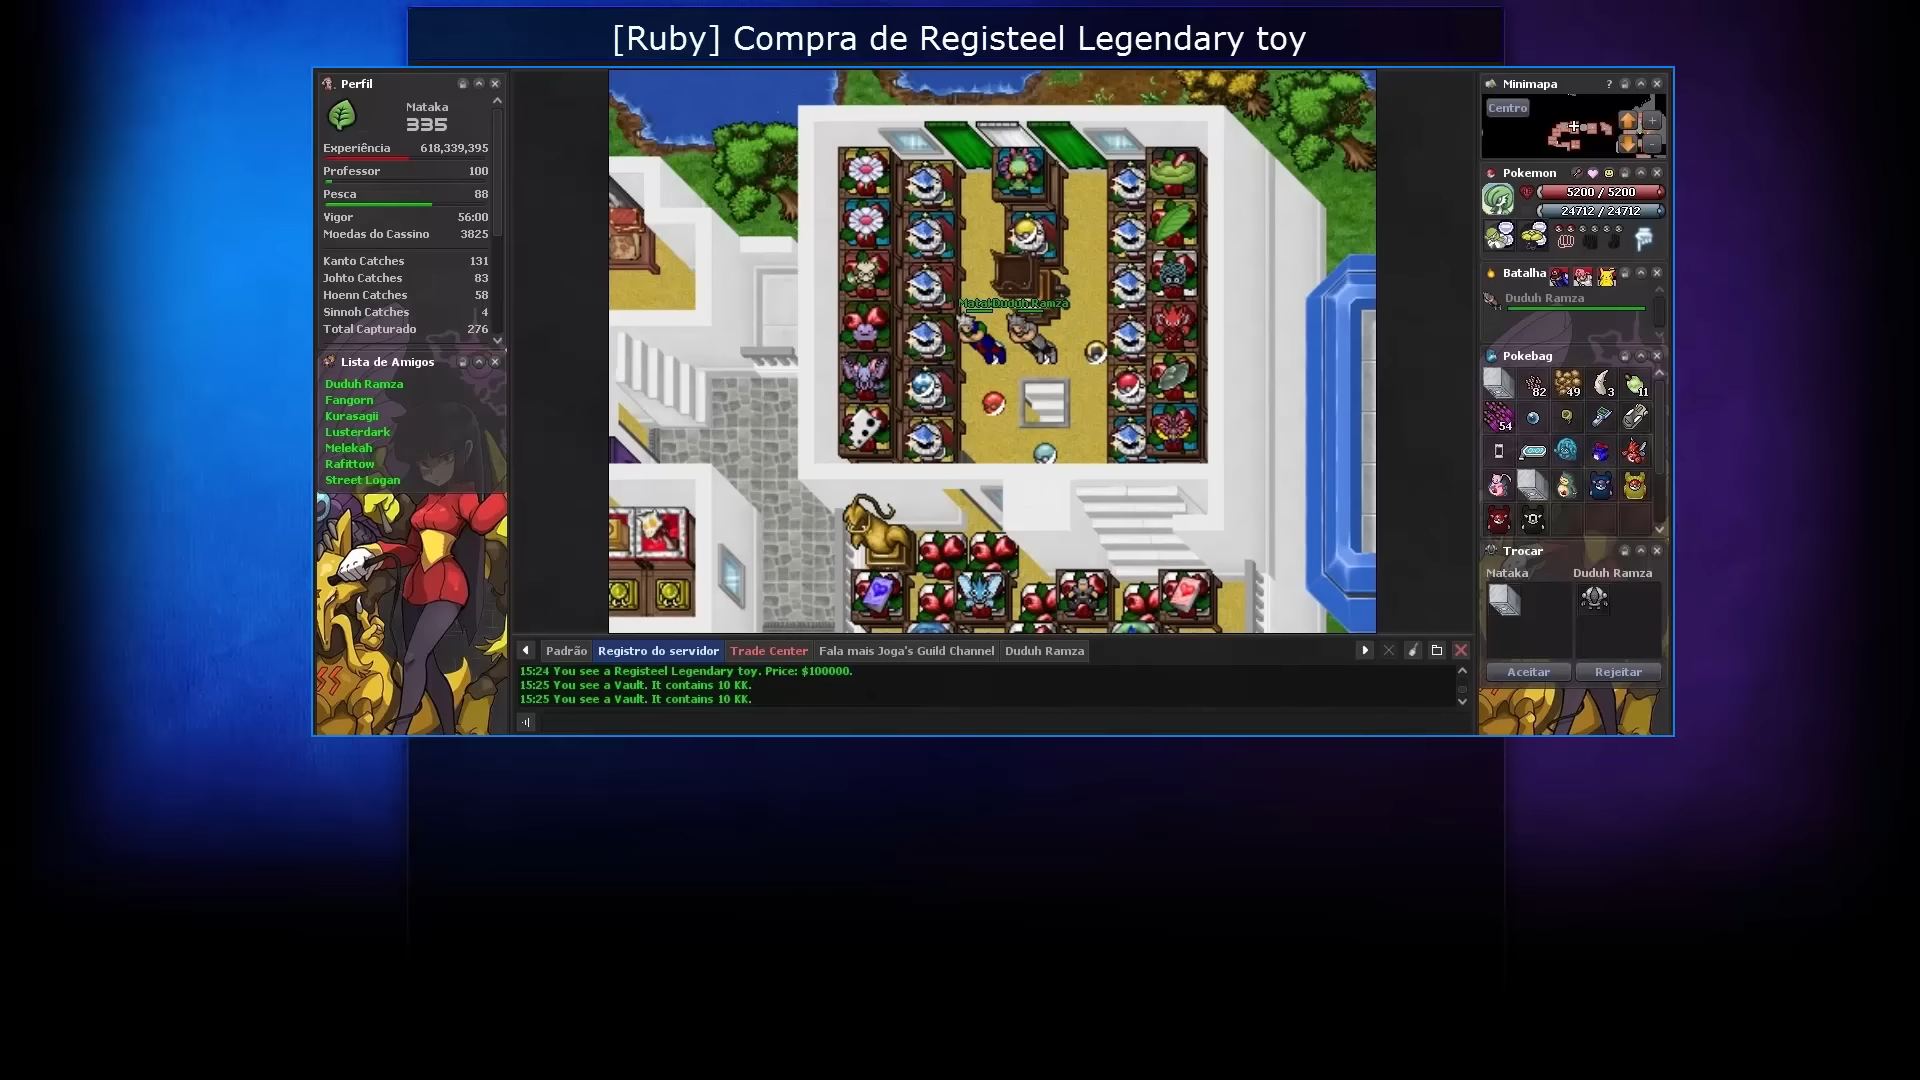 [Ruby] Compra de Registeel Legendary toy
Perfil
Mataka
335
Experiência 618,339,395
Professor 100
Pesca 88
Vigor 56:00
Moedas do Cassino 3825
Kanto Catches 131
Johto Catches 83
Hoenn Catches 58
Sinnoh Catches 4
Total Capturado 276
Lista de Amigos
Duduh Ramza
Fangorn
Kurasagii
Lusterdark
Melekah
Rafittow
Street Logan
Duduh Ramza
Padrão Registro do servidor Trade Center Fala mais Joga's Guild Channel Duduh Ramza
15:24 You see a Registeel Legendary toy. Price: $100000.
15:25 You see a Vault. It contains 10 KK.
15:25 You see a Vault. It contains 10 KK.
Minimapa ?
Centro
+
-
Pokemon
5200 / 5200
24712 / 24712
Batalha
Duduh Ramza
Pokebag
82 49 3 11
54
Trocar
Mataka Duduh Ramza
Aceitar Rejeitar